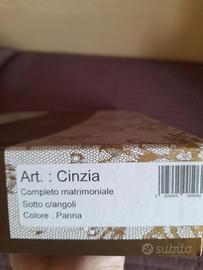 Art. : Cinzia
Completo matrimoniale
Sotto c/angoli
Colore : Panna
subito